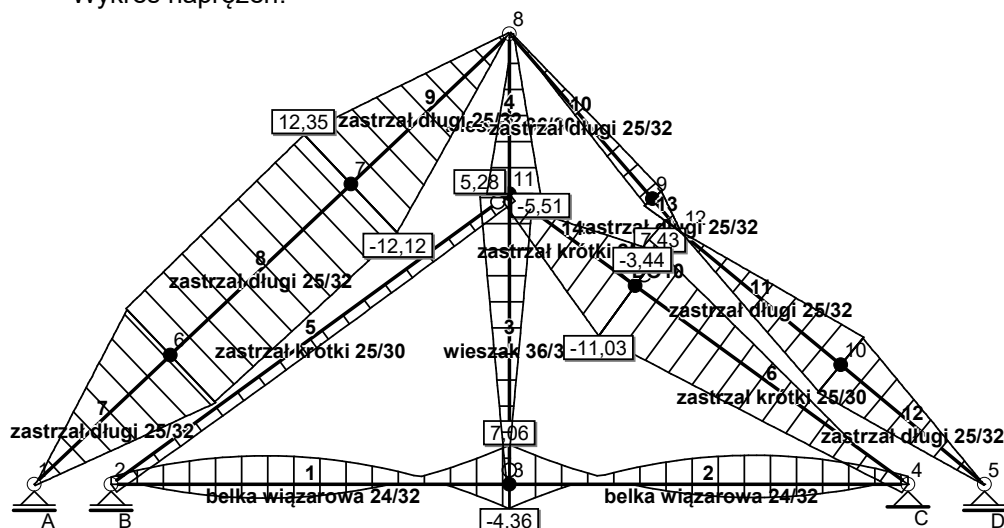 Wykres naprężeń:
8
9
zastrzał długi 25/32
4
10
zastrzał długi 25/32
12,35
7
5,28
11
-5,51
9
13
12
zastrzał długi 25/32
14
7,43
-12,12
zastrzał krótki
-3,44
8
zastrzał długi 25/32
11
zastrzał długi 25/32
6
5
zastrzał krótki 25/30
3
wieszak 36/3
-11,03
10
6
zastrzał krótki 25/30
7
zastrzał długi 25/32
7,06
12
zastrzał długi 25/32
1
2
1
3
2
4
5
belka wiązarowa 24/32
belka wiązarowa 24/32
A
B
-4,36
C
D